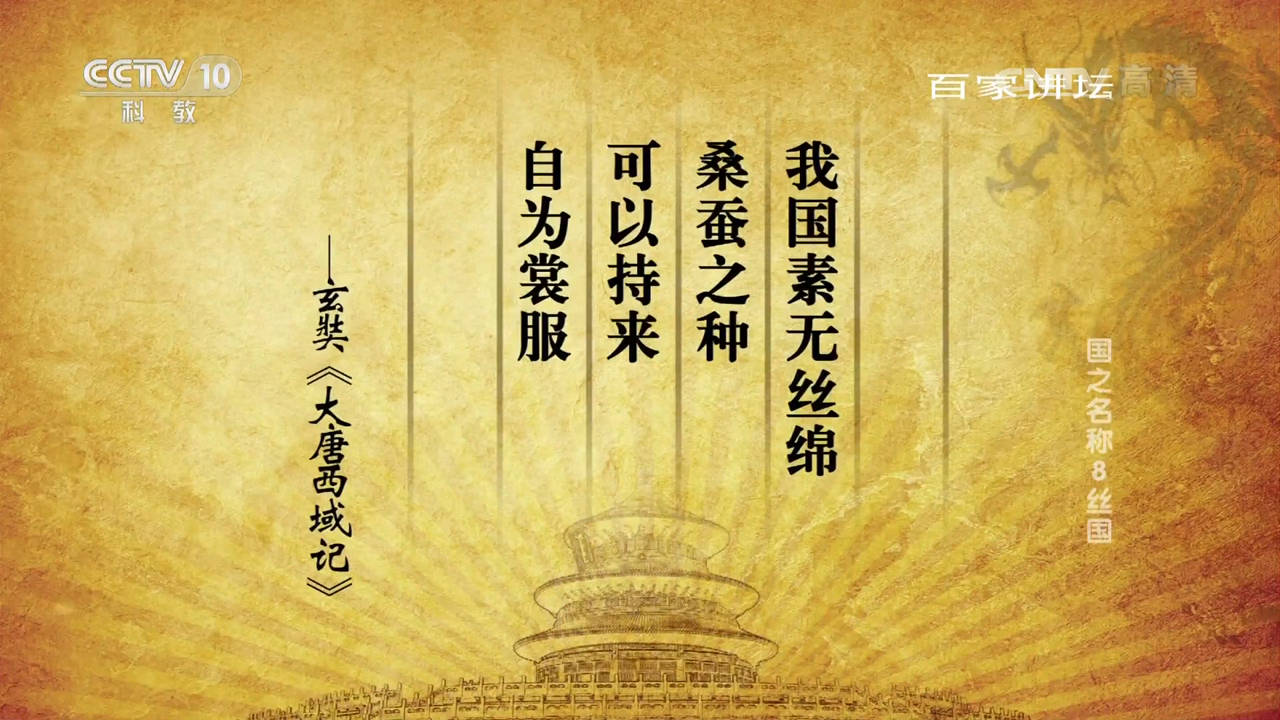 CCTV 10
科教
百家讲坛
高清
我国素无丝绵
桑蚕之种
可以持来
自为裳服
——玄奘《大唐西域记》
国之名称8丝国